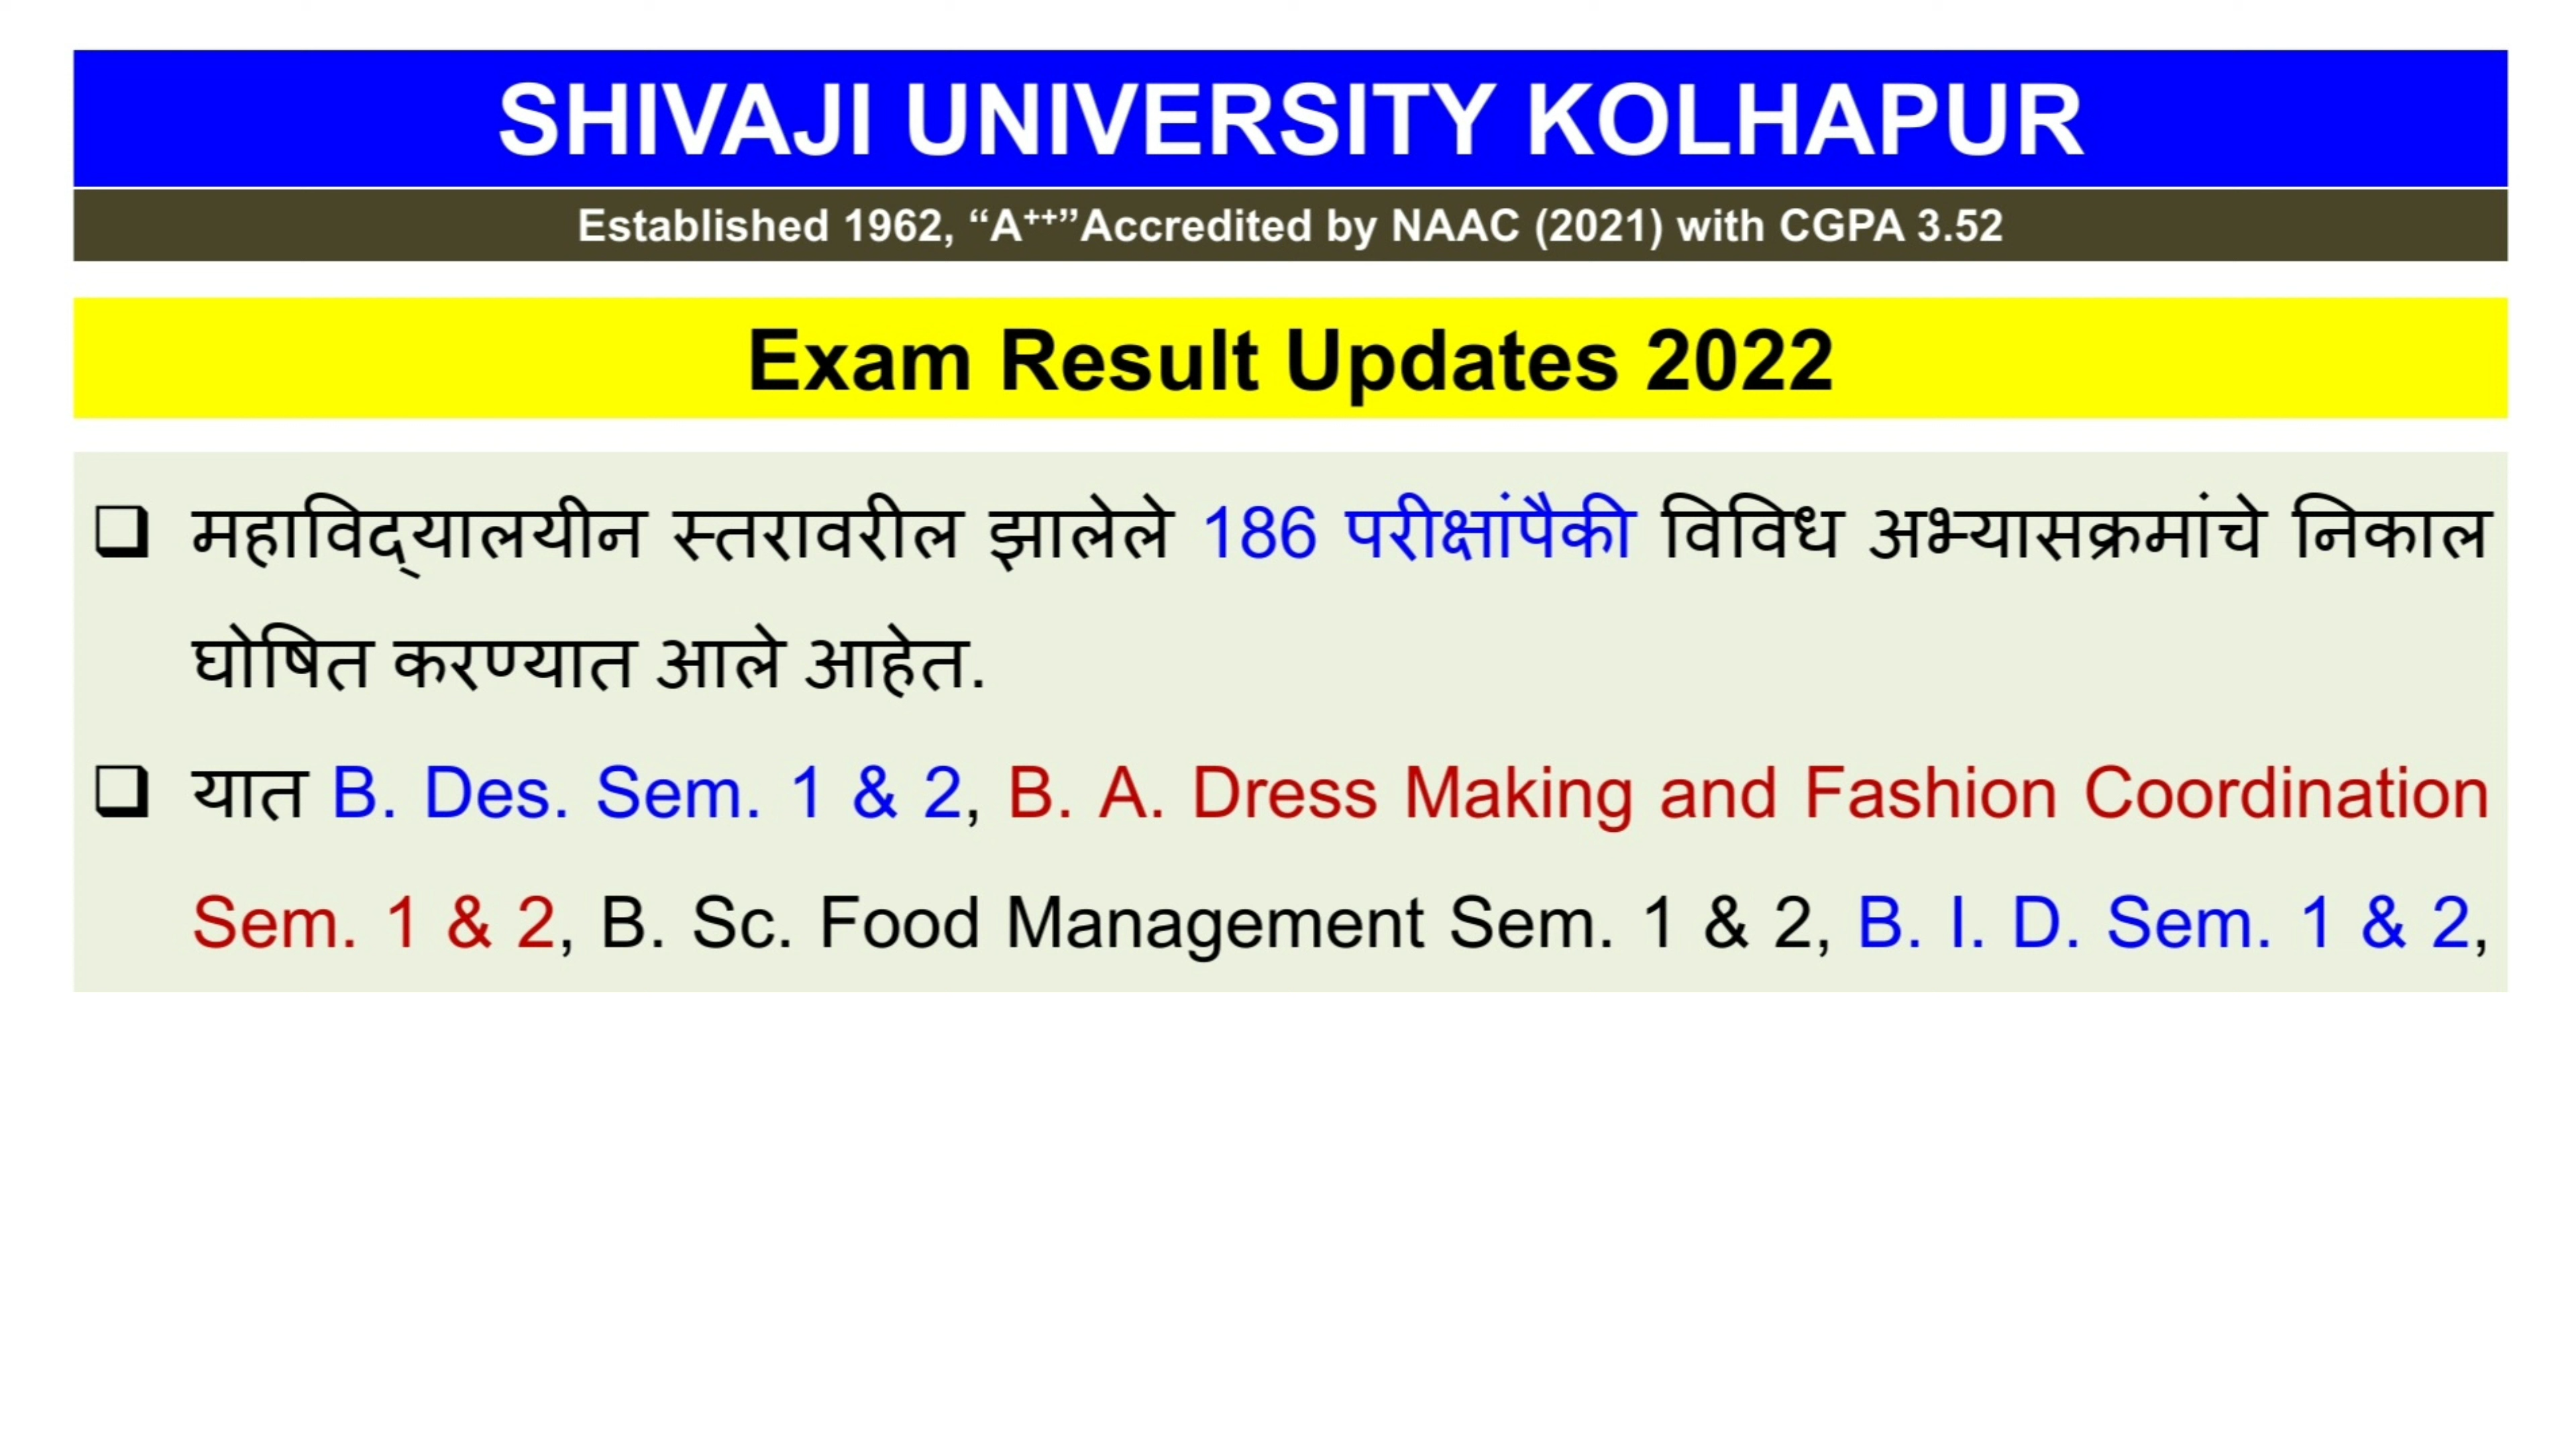 SHIVAJI UNIVERSITY KOLHAPUR
Established 1962, “A++”Accredited by NAAC (2021) with CGPA 3.52
Exam Result Updates 2022
❑ महाविद्‌यालयीन स्तरावरील झालेले 186 परीक्षांपैकी विविध अभ्यासक्रमांचे निकाल
घोषित करण्यात आले आहेत.
❑ यात B. Des. Sem. 1 & 2, B. A. Dress Making and Fashion Coordination
Sem. 1 & 2, B. Sc. Food Management Sem. 1 & 2, B. I. D. Sem. 1 & 2,